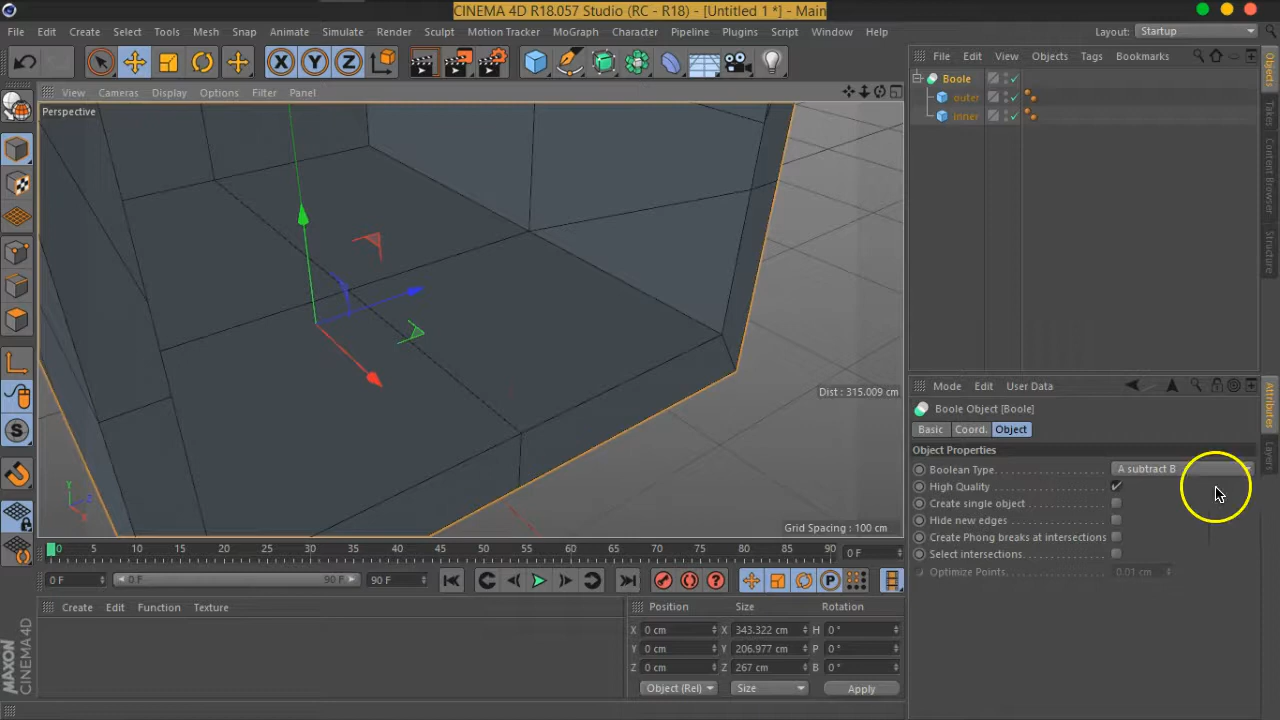 CINEMA 4D R18.057 Studio (RC - R18) - [Untitled 1 *] - Main
File Edit Create Select Tools Mesh Snap Animate Simulate Render Sculpt Motion Tracker MoGraph Character Pipeline Plugins Script Window Help Layout: Startup
X Y Z
View Cameras Display Options Filter Panel
Perspective
Dist : 315.009 cm
Y
Z
X
Grid Spacing : 100 cm
File Edit View Objects Tags Bookmarks
Boole
outer
inner
Objects
Takes
Content Browser
Structure
Mode Edit User Data
Boole Object [Boole]
Basic Coord. Object
Object Properties
Boolean Type A subtract B
High Quality
Create single object
Hide new edges
Create Phong breaks at intersections
Select intersections
Optimize Points 0.01 cm
Attributes
Layers
S
0 5 10 15 20 25 30 35 40 45 50 55 60 65 70 75 80 85 90 0 F
0 F 0 F 90 F 90 F
P
Create Edit Function Texture
Position Size Rotation
X 0 cm X 343.322 cm H 0 °
Y 0 cm Y 206.977 cm P 0 °
Z 0 cm Z 267 cm B 0 °
Object (Rel) Size Apply
MAXON
CINEMA 4D